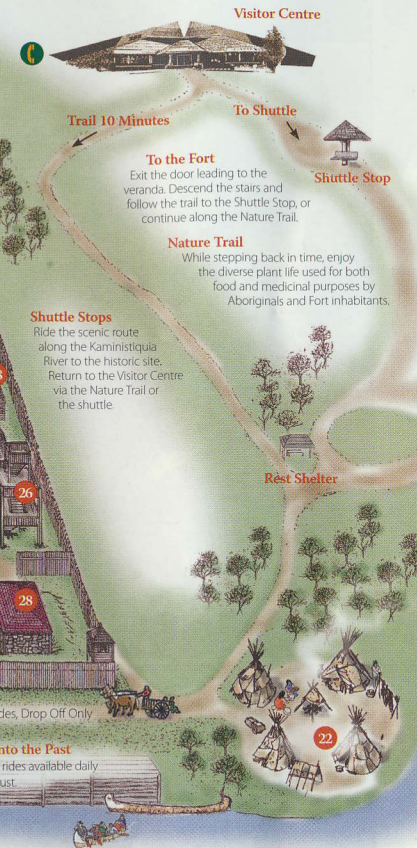 Visitor Centre
Trail 10 Minutes
To Shuttle
To the Fort
Exit the door leading to the
veranda. Descend the stairs and
follow the trail to the Shuttle Stop, or
continue along the Nature Trail.
Shuttle Stop
Nature Trail
While stepping back in time, enjoy
the diverse plant life used for both
food and medicinal purposes by
Aboriginals and Fort inhabitants.
Shuttle Stops
Ride the scenic route
along the Kaministiquia
River to the historic site.
Return to the Visitor Centre
via the Nature Trail or
the shuttle.
Rest Shelter
26
28
22
des, Drop Off Only
nto the Past
rides available daily
ust.